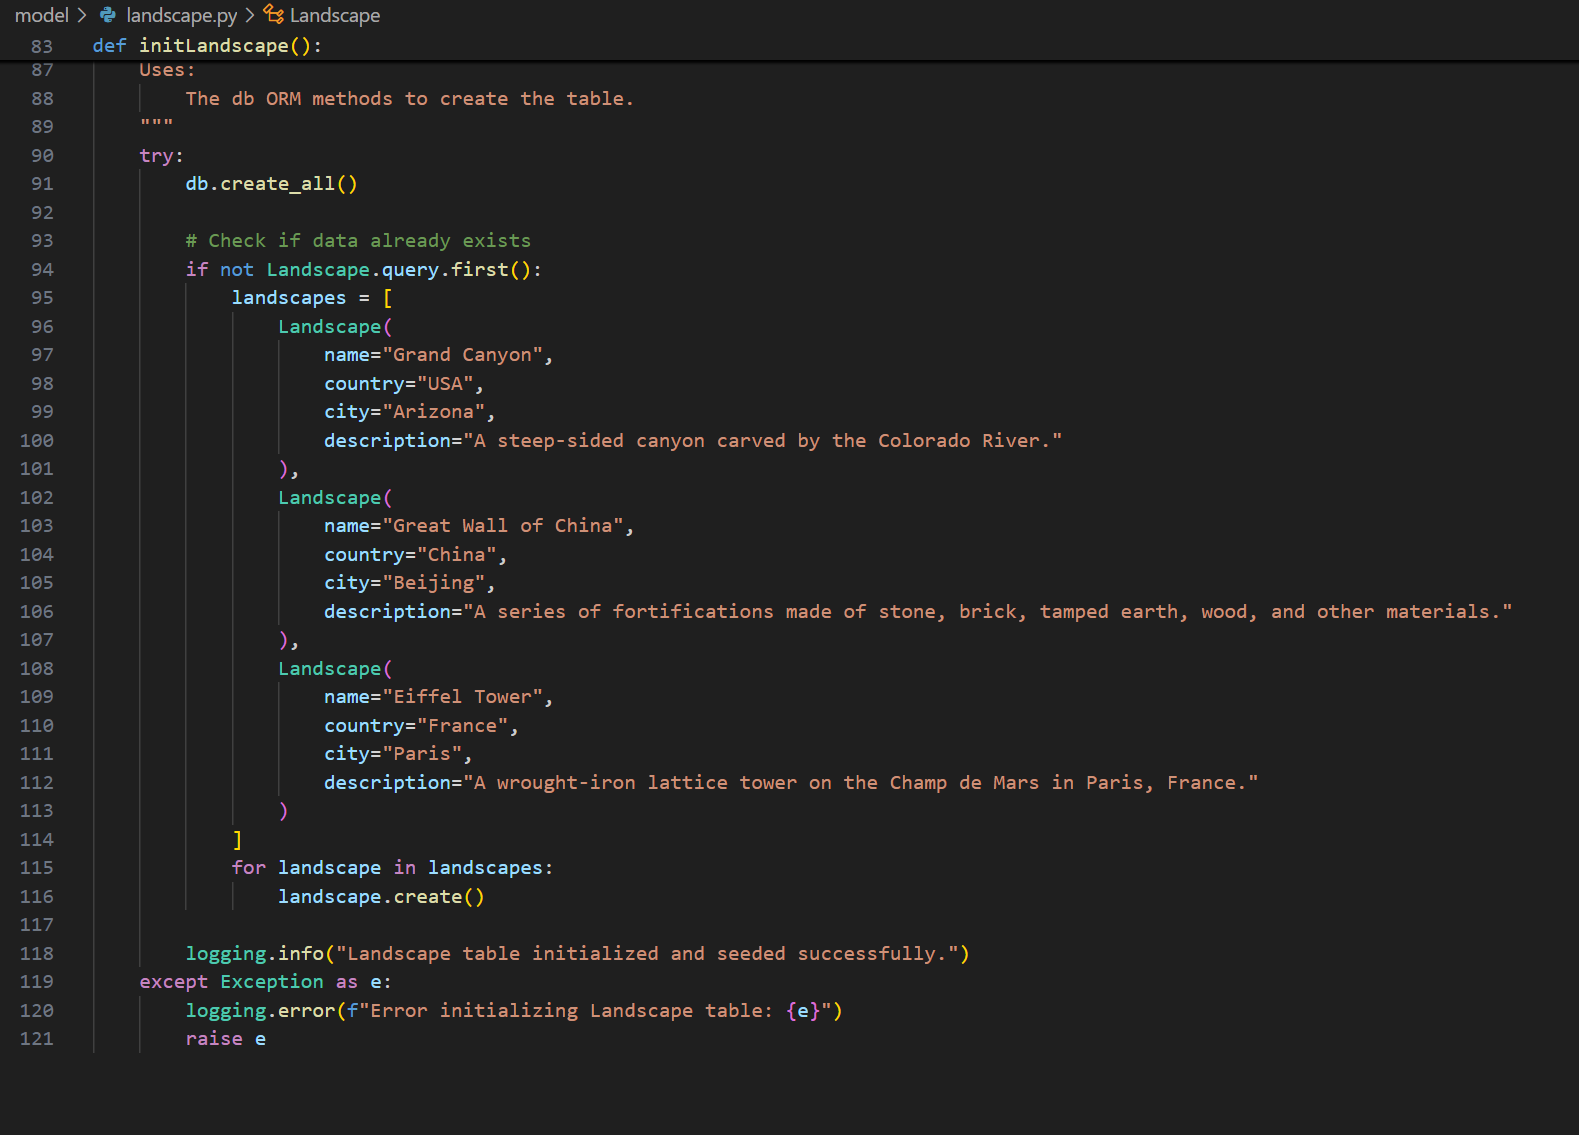 model > landscape.py > Landscape
83 def initLandscape():
87 Uses:
88 The db ORM methods to create the table.
89 """
90 try:
91 db.create_all()
92
93 # Check if data already exists
94 if not Landscape.query.first():
95 landscapes = [
96 Landscape(
97 name="Grand Canyon",
98 country="USA",
99 city="Arizona",
100 description="A steep-sided canyon carved by the Colorado River."
101 ),
102 Landscape(
103 name="Great Wall of China",
104 country="China",
105 city="Beijing",
106 description="A series of fortifications made of stone, brick, tamped earth, wood, and other materials."
107 ),
108 Landscape(
109 name="Eiffel Tower",
110 country="France",
111 city="Paris",
112 description="A wrought-iron lattice tower on the Champ de Mars in Paris, France."
113 )
114 ]
115 for landscape in landscapes:
116 landscape.create()
117
118 logging.info("Landscape table initialized and seeded successfully.")
119 except Exception as e:
120 logging.error(f"Error initializing Landscape table: {e}")
121 raise e